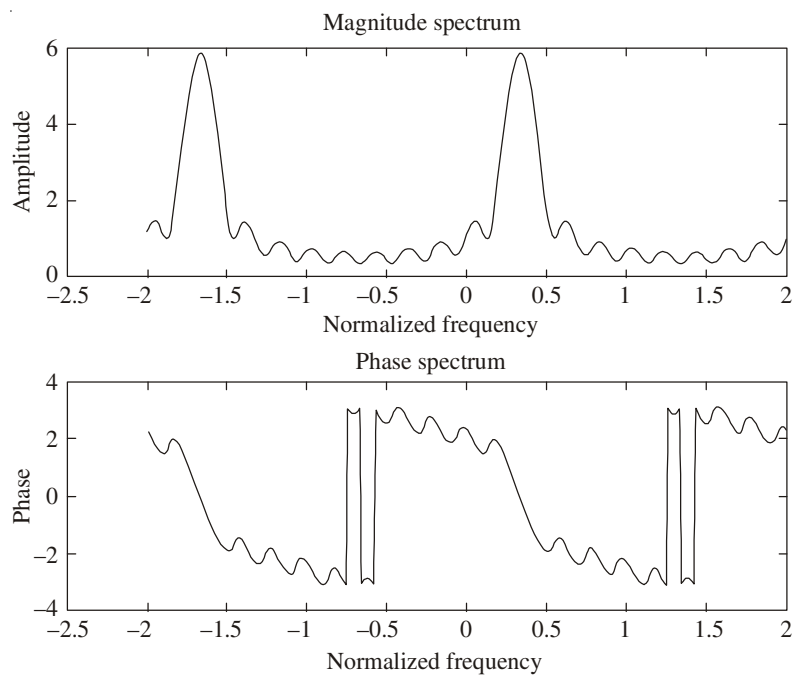 Magnitude spectrum
6
4
2
0
Amplitude
–2.5 –2 –1.5 –1 –0.5 0 0.5 1 1.5 2
Normalized frequency
Phase spectrum
4
2
0
–2
–4
Phase
–2.5 –2 –1.5 –1 –0.5 0 0.5 1 1.5 2
Normalized frequency